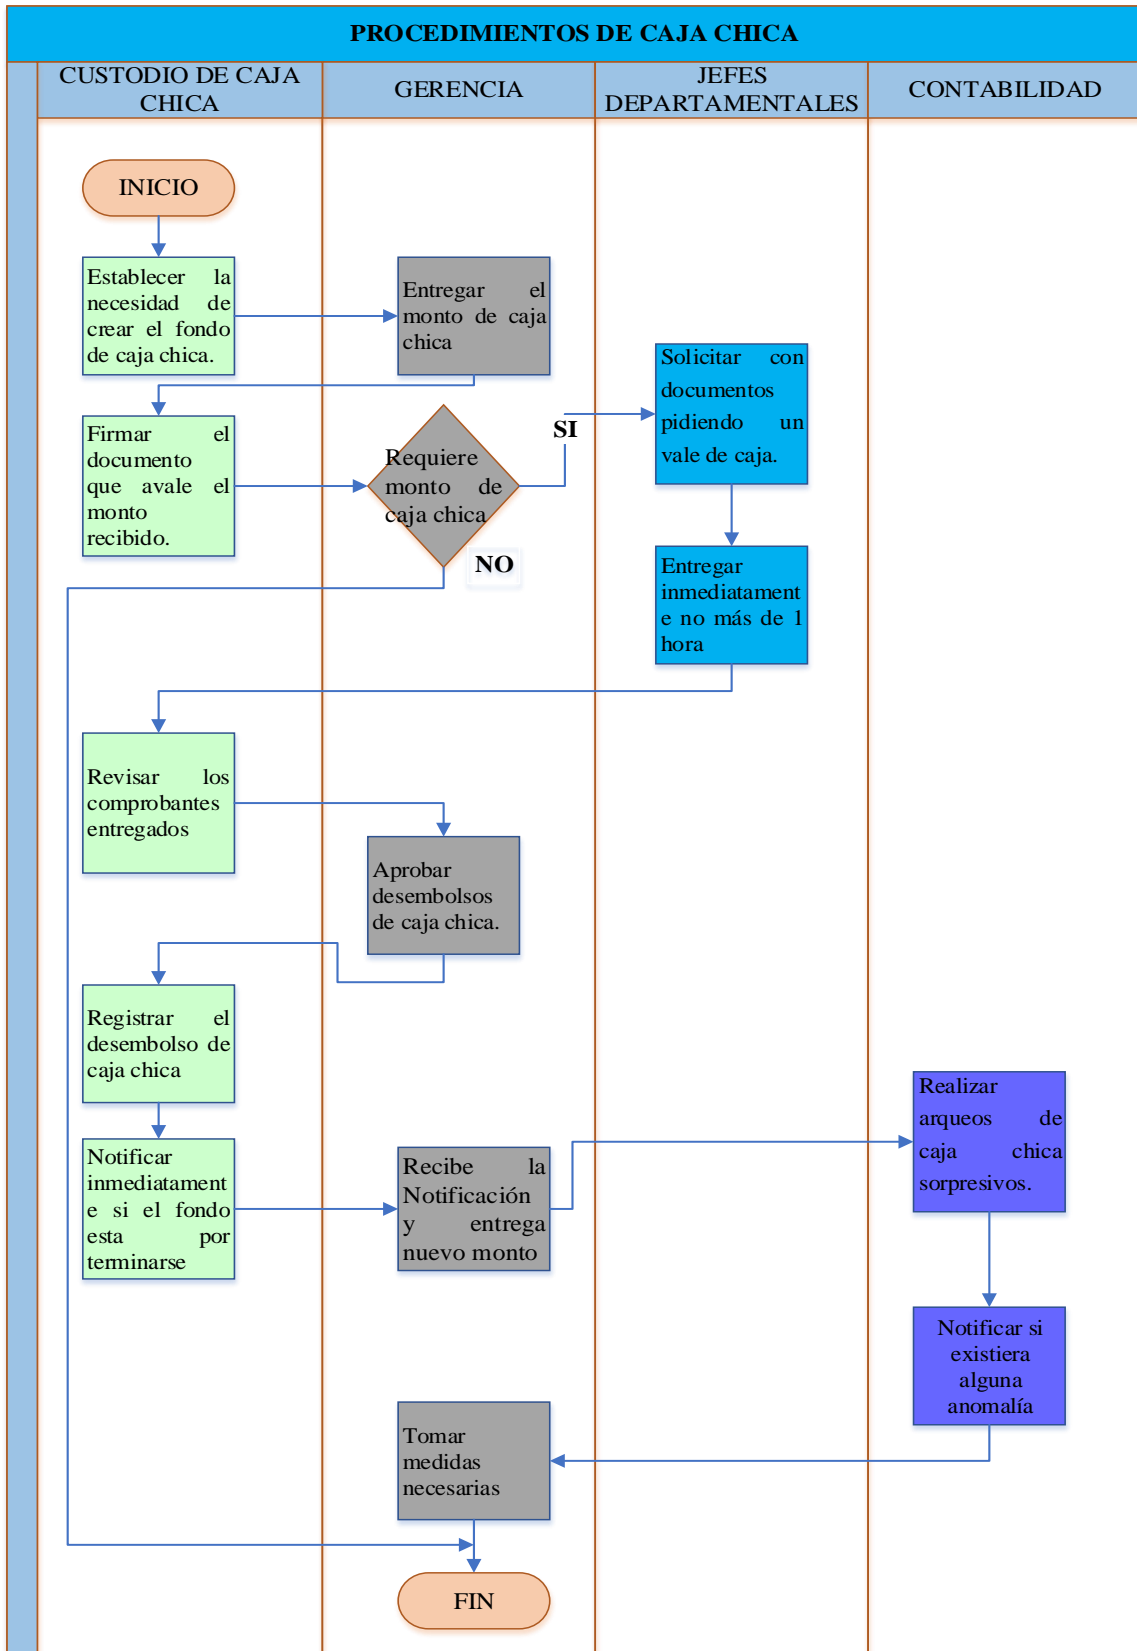 PROCEDIMIENTOS DE CAJA CHICA
CUSTODIO DE CAJA
CHICA
GERENCIA
JEFES
DEPARTAMENTALES
CONTABILIDAD
INICIO
Establecer la
necesidad de
crear el fondo
de caja chica.
Entregar el
monto de caja
chica
Solicitar con
documentos
pidiendo un
vale de caja.
Firmar el
documento
que avale el
monto
recibido.
Requiere
monto de
caja chica
SI
NO
Entregar
inmediatament
e no más de 1
hora
Revisar los
comprobantes
entregados
Aprobar
desembolsos
de caja chica.
Registrar el
desembolso de
caja chica
Realizar
arqueos de
caja chica
sorpresivos.
Notificar
inmediatament
e si el fondo
esta por
terminarse
Recibe la
Notificación
y entrega
nuevo monto
Notificar si
existiera
alguna
anomalía
Tomar
medidas
necesarias
FIN